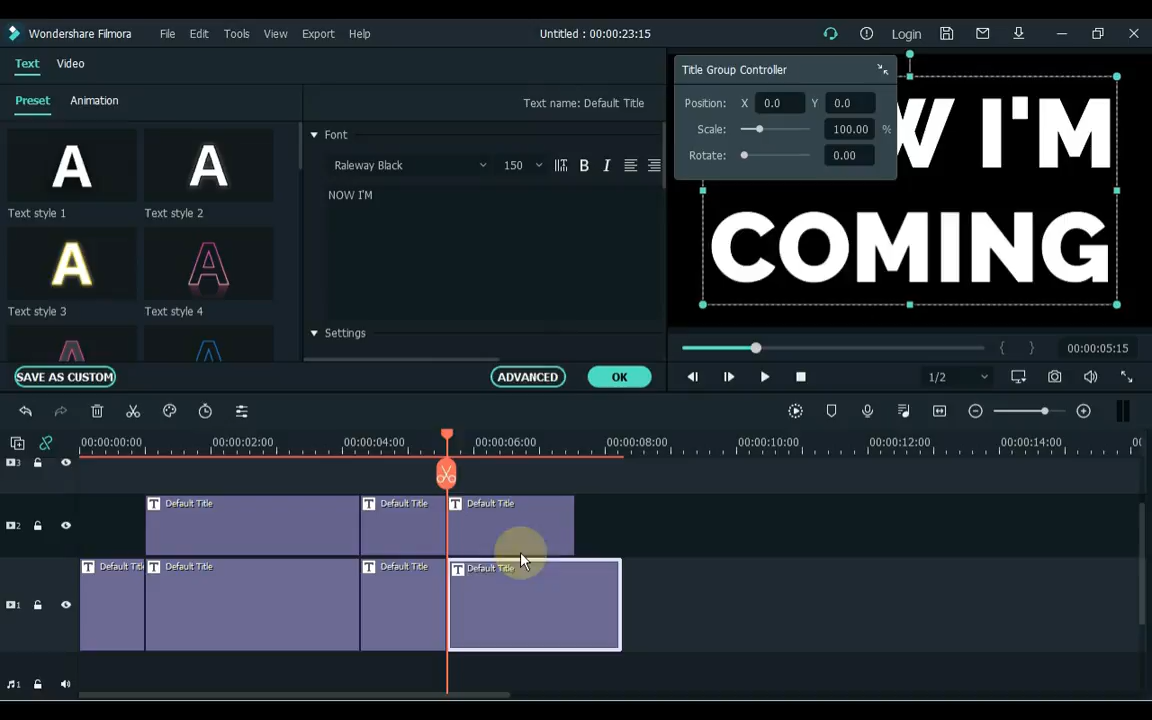 Wondershare Filmora File Edit Tools View Export Help Untitled : 00:00:23:15 Login
Text Video
Preset Animation
Text name: Default Title
Font
Raleway Black 150 B I
NOW I'M
A A
Text style 1 Text style 2
A A
Text style 3 Text style 4
Settings
SAVE AS CUSTOM ADVANCED OK
Title Group Controller
Position: X 0.0 Y 0.0
Scale: 100.00 %
Rotate: 0.00
W I'M
COMING
{ } 00:00:05:15
1/2
00:00:00:00 00:00:02:00 00:00:04:00 00:00:06:00 00:00:08:00 00:00:10:00 00:00:12:00 00:00:14:00 00
3
T Default Title T Default Title T Default Title
2
T Default Title T Default Title T Default Title T Default Title
1
1